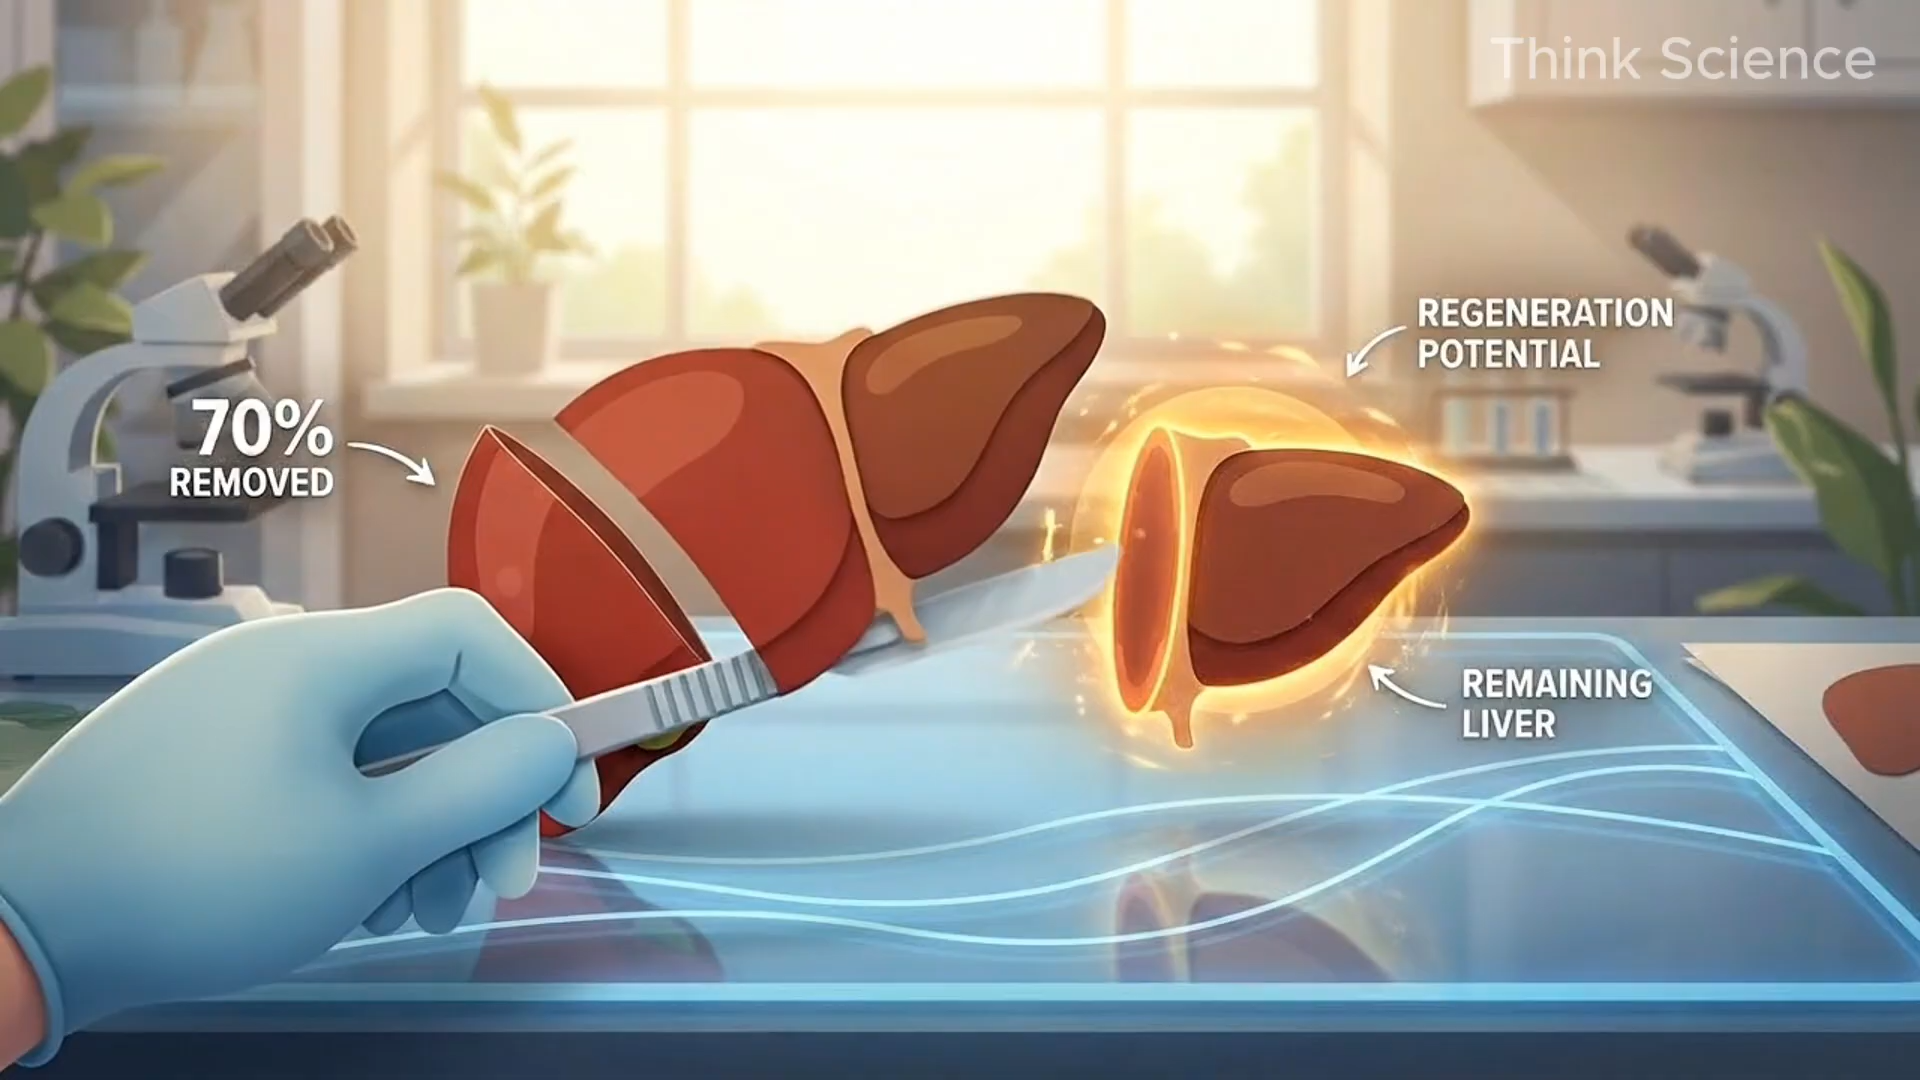 Think Science
70%
REMOVED
REGENERATION
POTENTIAL
REMAINING
LIVER